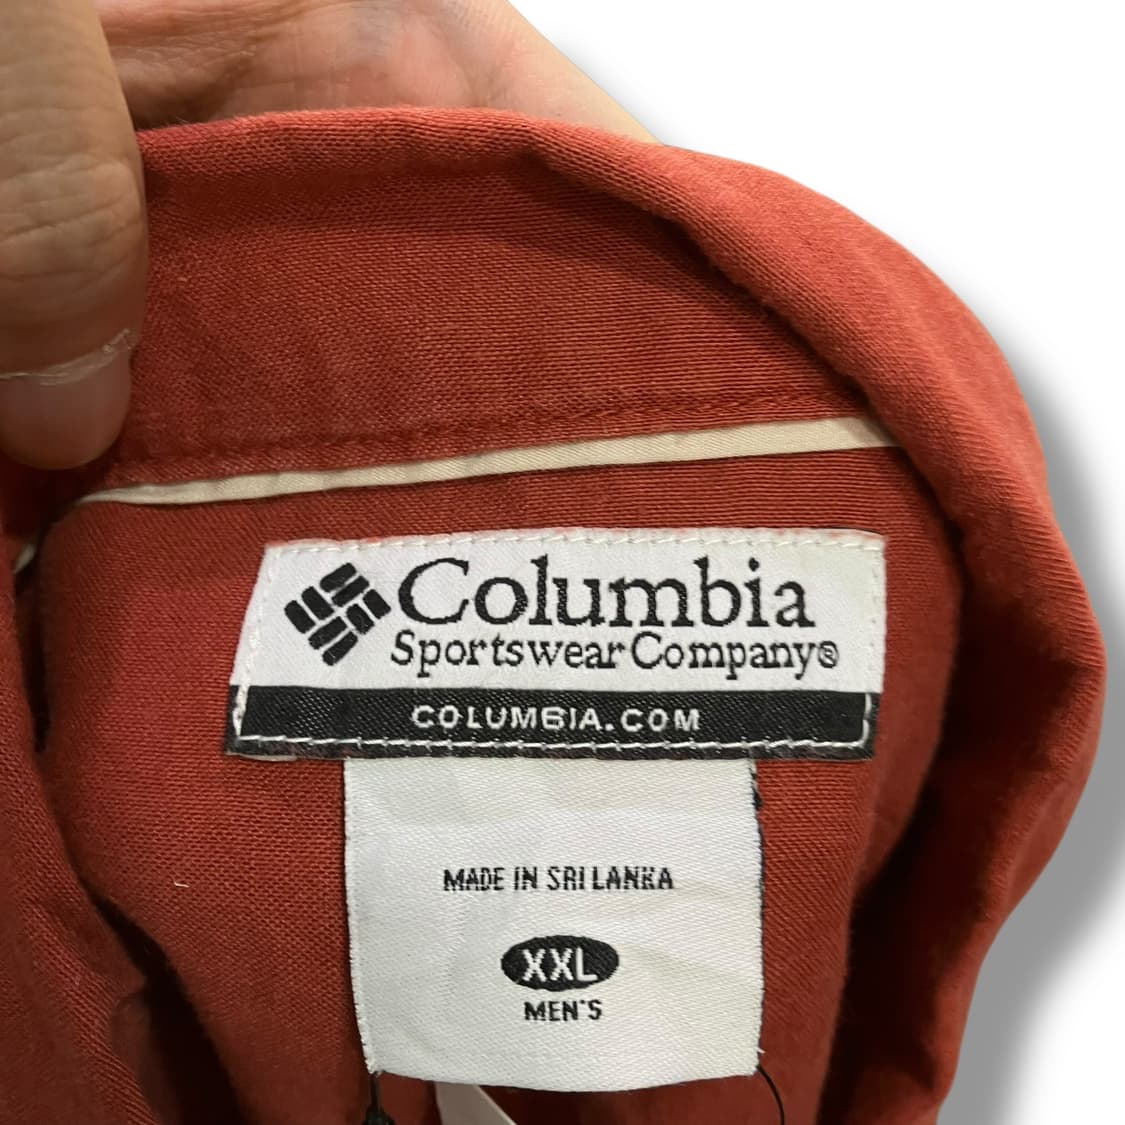 Columbia
Sportswear Company®
COLUMBIA.COM
MADE IN SRI LANKA
XXL
MEN'S